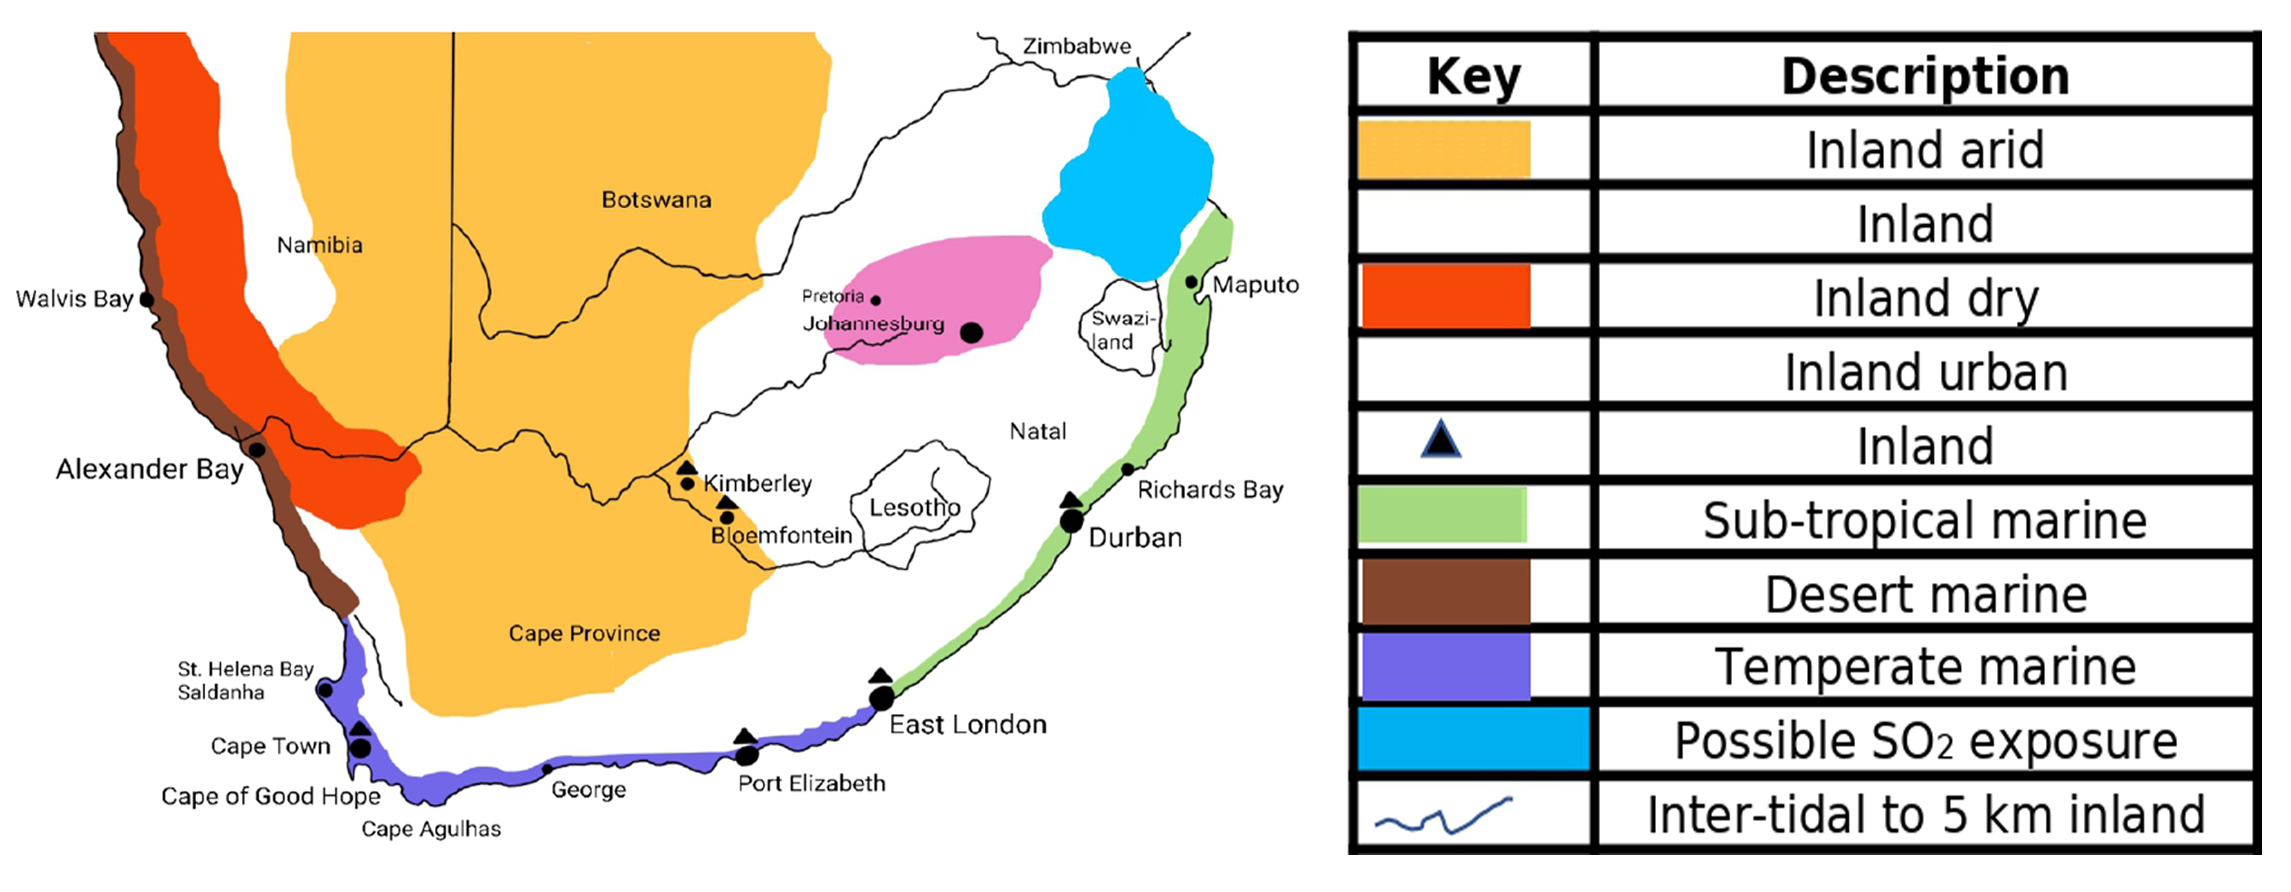 Zimbabwe
Botswana
Namibia
Walvis Bay
Pretoria
Johannesburg
Maputo
Swazi-
land
Natal
Alexander Bay
Kimberley
Richards Bay
Lesotho
Bloemfontein
Durban
Cape Province
St. Helena Bay
Saldanha
East London
Cape Town
Port Elizabeth
George
Cape of Good Hope
Cape Agulhas
Key Description
Inland arid
Inland
Inland dry
Inland urban
Inland
Sub-tropical marine
Desert marine
Temperate marine
Possible SO2 exposure
Inter-tidal to 5 km inland